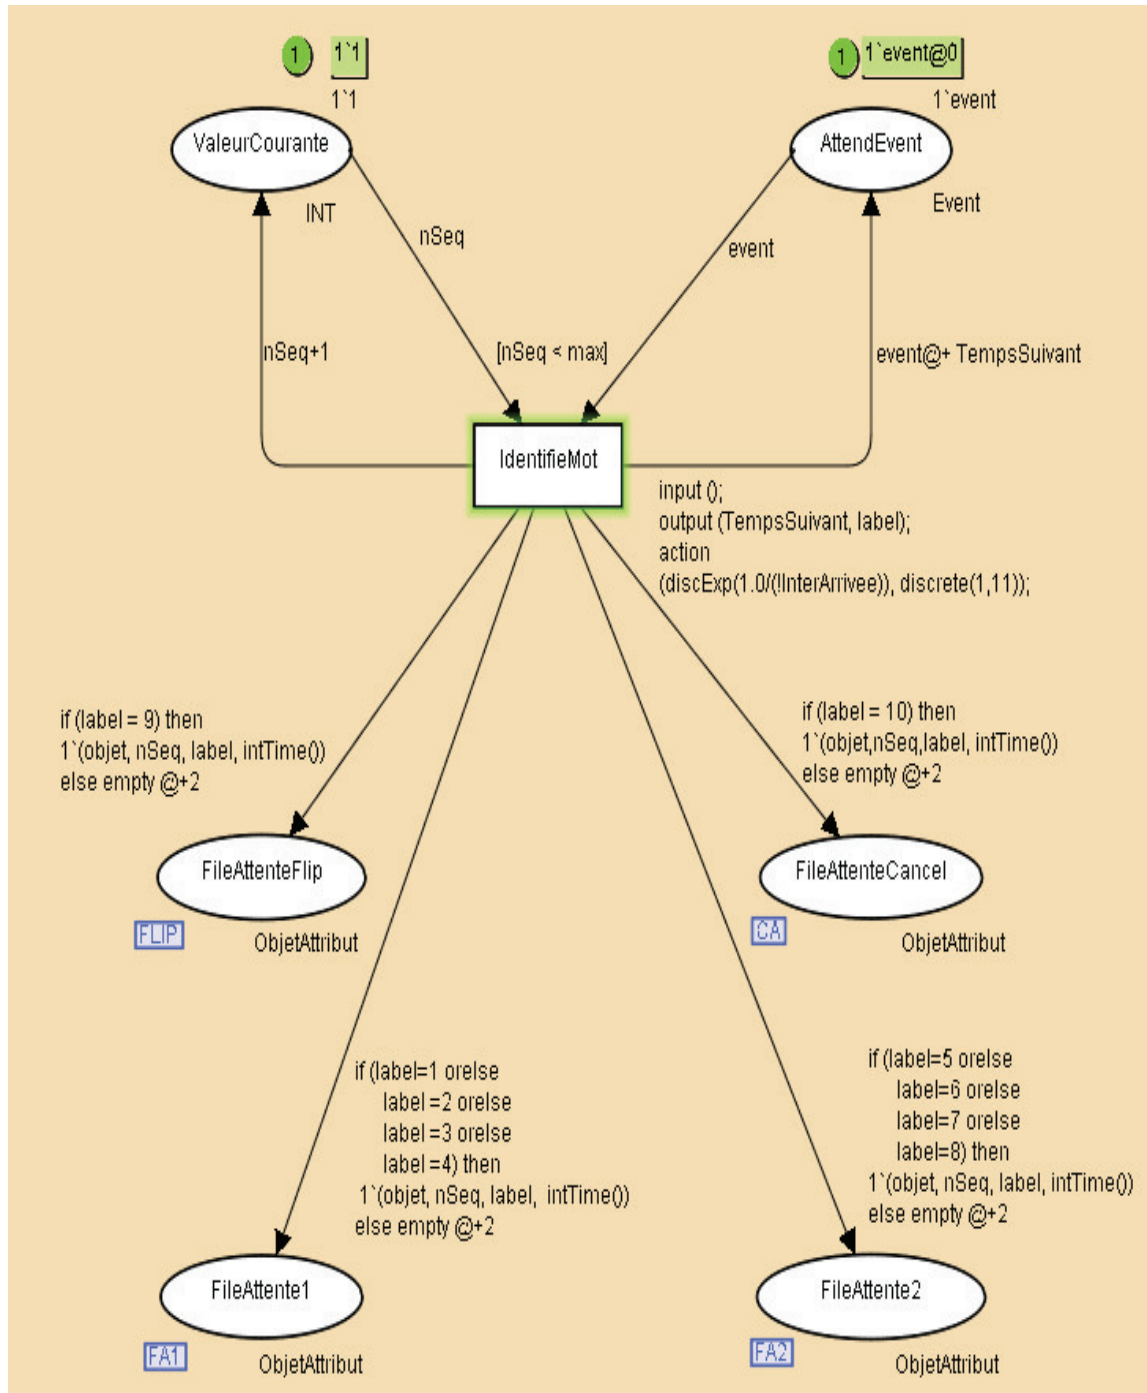 1
1`1
1`1
ValeurCourante
INT
1
1`event@0
1`event
AttendEvent
Event
nSeq
event
nSeq+1
[nSeq < max]
event@+ TempsSuivant
IdentifieMot
input ();
output (TempsSuivant, label);
action
(discExp(1.0/(!InterArrivee)), discrete(1,11));
if (label = 9) then
1`(objet, nSeq, label, intTime())
else empty @+2
if (label = 10) then
1`(objet,nSeq,label, intTime())
else empty @+2
FileAttenteFlip
FLIP
ObjetAttribut
FileAttenteCancel
CA
ObjetAttribut
if (label=1 orelse
label =2 orelse
label =3 orelse
label =4) then
1`(objet, nSeq, label, intTime())
else empty @+2
if (label=5 orelse
label=6 orelse
label=7 orelse
label=8) then
1`(objet, nSeq, label, intTime())
else empty @+2
FileAttente1
FA1
ObjetAttribut
FileAttente2
FA2
ObjetAttribut